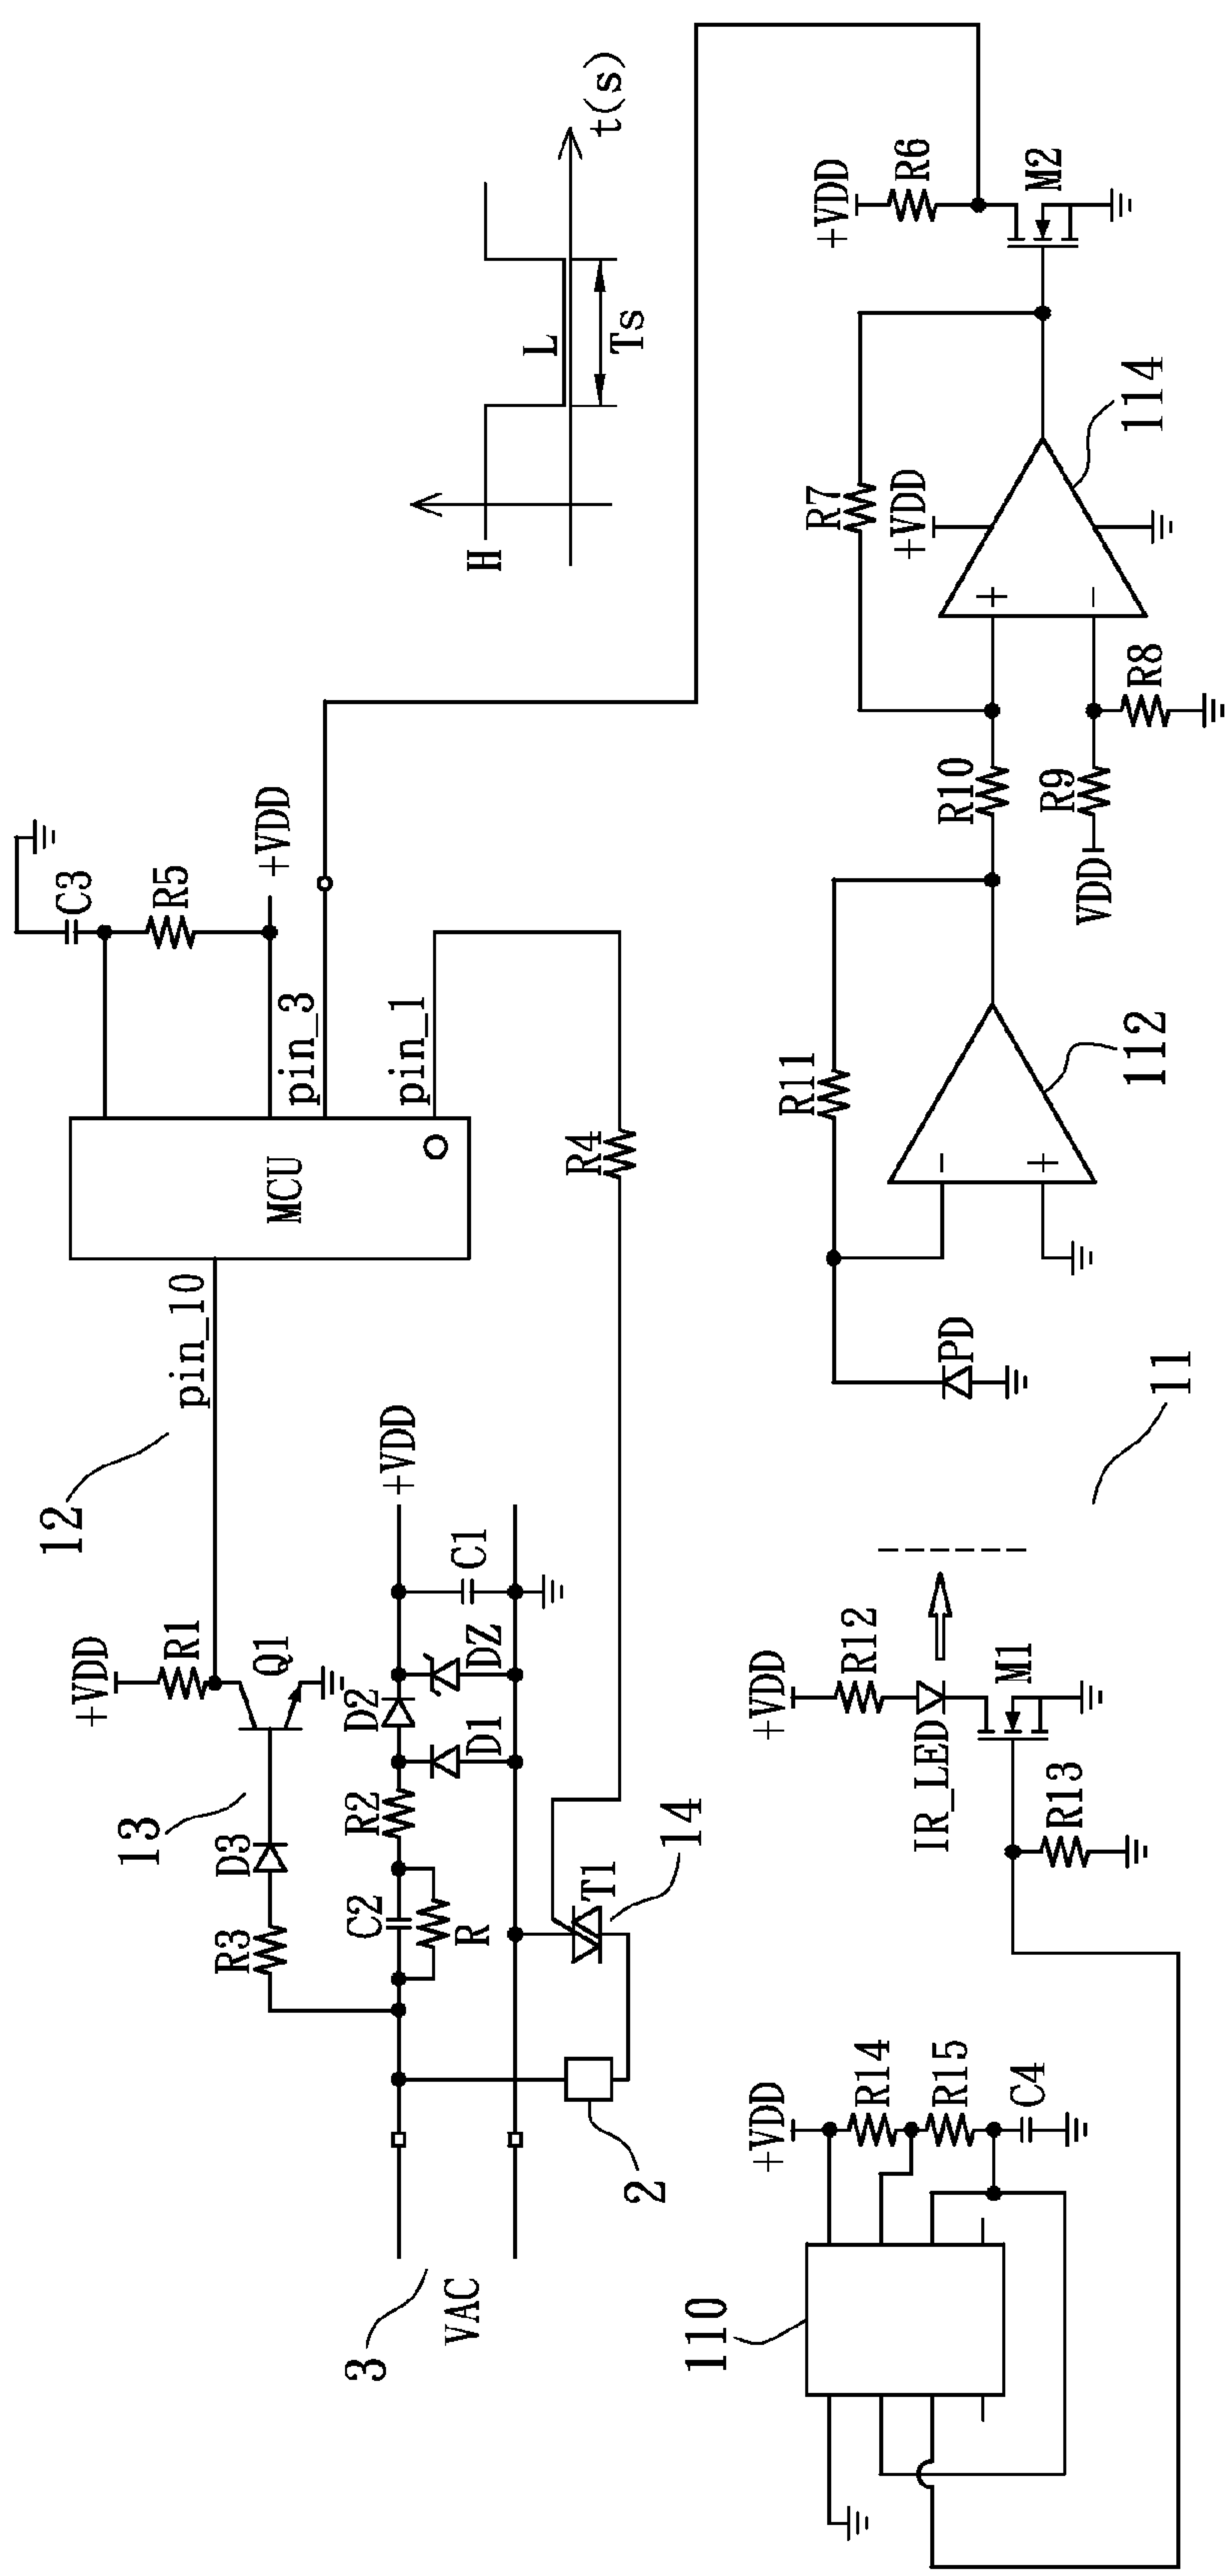 12
pin_10
MCU
C3
R5
+VDD
pin_3
pin_1
R4
H
L
Ts
t(s)
+VDD
R1
Q1
13
D3
R3
C2
R
R2
D2
D1
DZ
C1
+VDD
T1
14
2
3
VAC
110
+VDD
R14
R15
C4
+VDD
R12
IR_LED
M1
R13
11
PD
R11
112
R10
R9
VDD
R8
R7
+VDD
+
-
-
+
114
+VDD
R6
M2